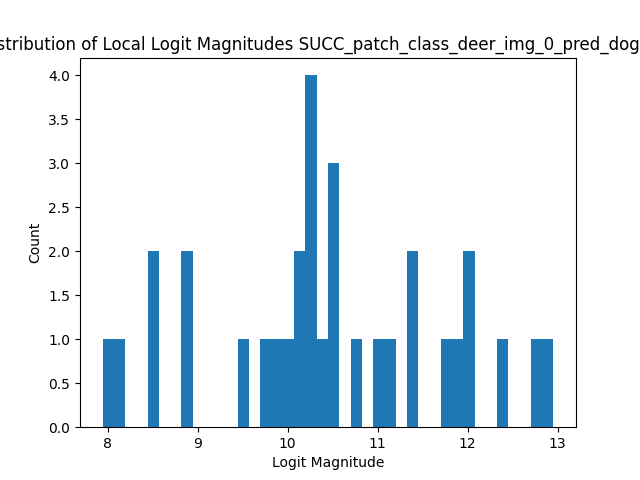 stribution of Local Logit Magnitudes SUCC_patch_class_deer_img_0_pred_dog
4.0
3.5
3.0
2.5
2.0
1.5
1.0
0.5
0.0
Count
8 9 10 11 12 13
Logit Magnitude